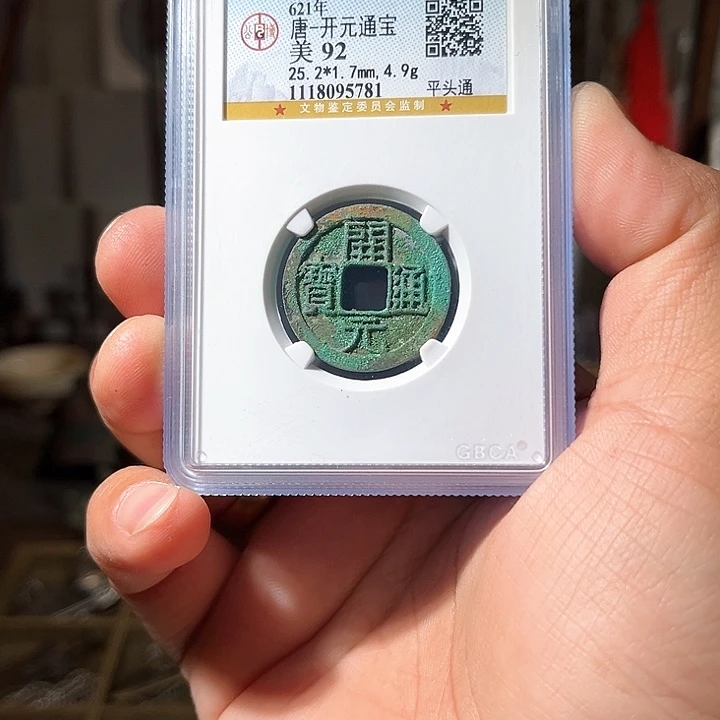 621年
唐-开元通宝
美 92
25.2*1.7mm,4.9g
1118095781 平头通
★ 文物鉴定委员会监制 ★
開
寶 通
元
GBCA